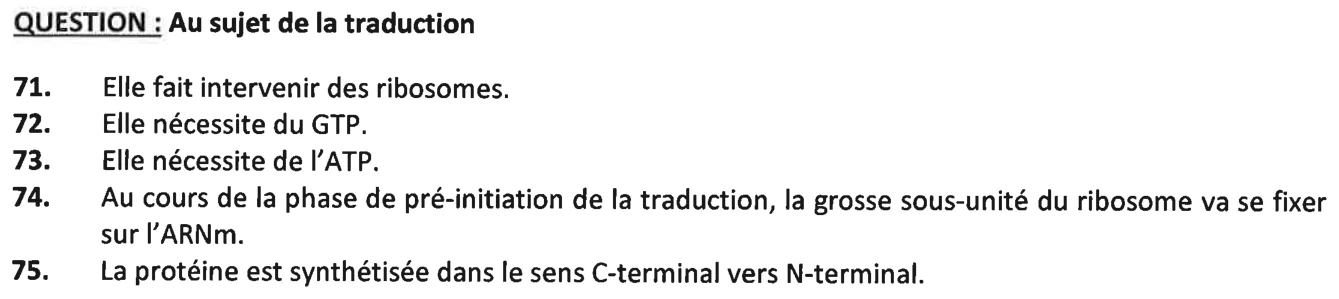 QUESTION : Au sujet de la traduction
71. Elle fait intervenir des ribosomes.
72. Elle nécessite du GTP.
73. Elle nécessite de l'ATP.
74. Au cours de la phase de pré-initiation de la traduction, la grosse sous-unité du ribosome va se fixer
sur l'ARNm.
75. La protéine est synthétisée dans le sens C-terminal vers N-terminal.